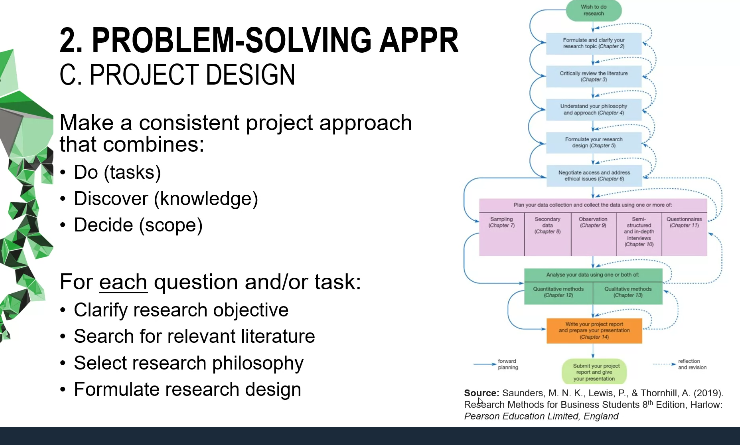 2. PROBLEM-SOLVING APPR
C. PROJECT DESIGN
Make a consistent project approach
that combines:
• Do (tasks)
• Discover (knowledge)
• Decide (scope)
For each question and/or task:
• Clarify research objective
• Search for relevant literature
• Select research philosophy
• Formulate research design
Wish to do
research
Formulate and clarify your
research topic (Chapter 2)
Critically review the literature
(Chapter 3)
Understand your philosophy
and approach (Chapter 4)
Formulate your research
design (Chapter 5)
Negotiate access and address
ethical issues (Chapter 6)
Plan your data collection and collect the data using one or more of:
Sampling
(Chapter 7)
Secondary
data
(Chapter 8)
Observation
(Chapter 9)
Semi-
structured
and in-depth
interviews
(Chapter 10)
Questionnaires
(Chapter 11)
Analyse your data using one or both of:
Quantitative methods
(Chapter 12)
Qualitative methods
(Chapter 13)
Write your project report
and prepare your presentation
(Chapter 14)
Submit your project
report and give
your presentation
forward
planning
reflection
and revision
Source: Saunders, M. N. K., Lewis, P., & Thornhill, A. (2019).
Research Methods for Business Students 8th Edition, Harlow:
Pearson Education Limited, England